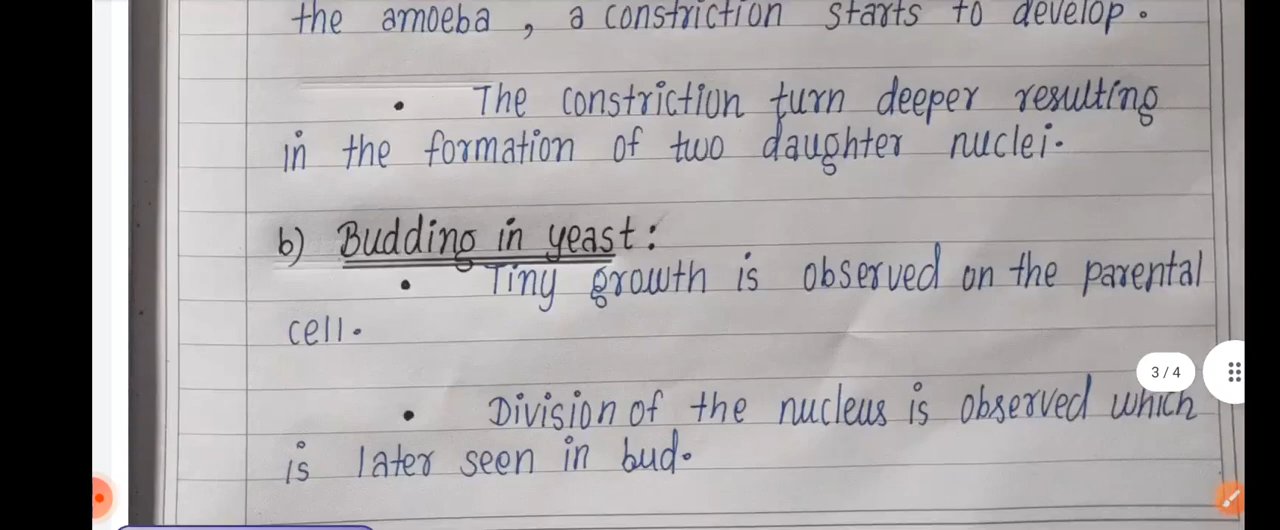 the amoeba , a constriction starts to develop .
• The constriction turn deeper resulting
in the formation of two daughter nuclei.
b) Budding in yeast :
• Tiny growth is observed on the parental
cell.
3 / 4
• Division of the nucleus is observed which
is later seen in bud.